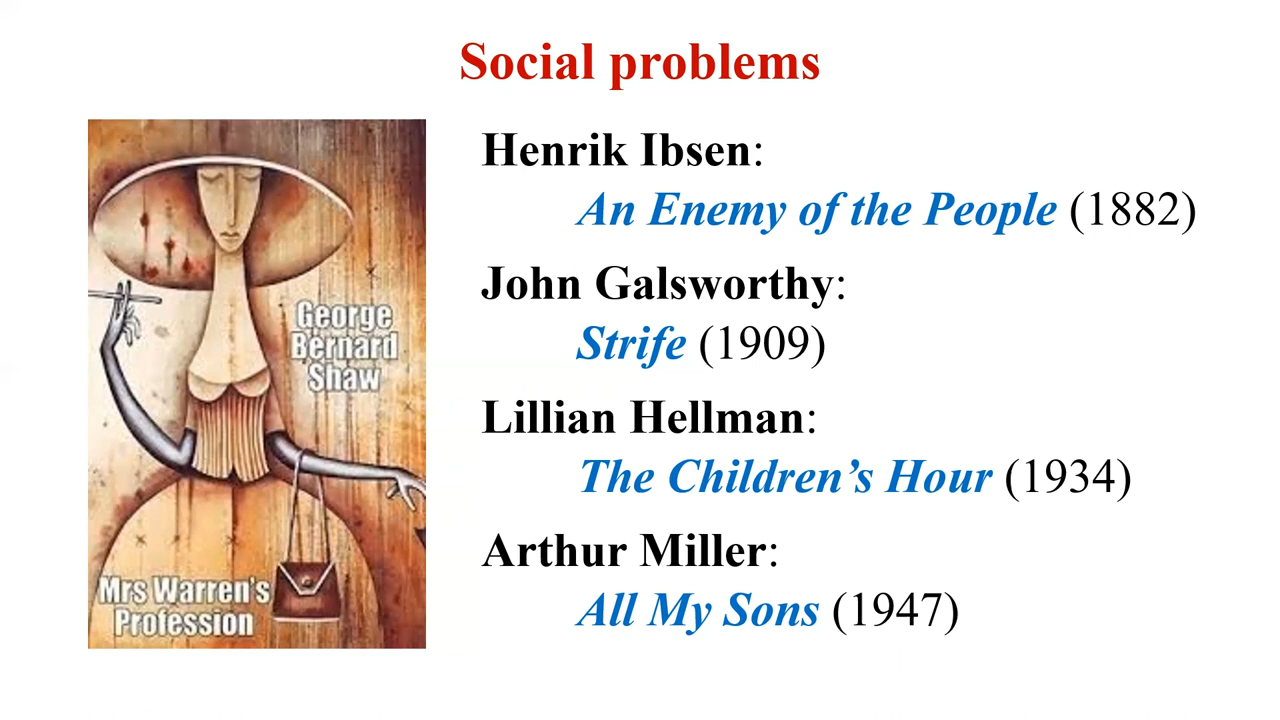 Social problems
George
Bernard
Shaw
Mrs Warren's
Profession
Henrik Ibsen:
An Enemy of the People (1882)
John Galsworthy:
Strife (1909)
Lillian Hellman:
The Children’s Hour (1934)
Arthur Miller:
All My Sons (1947)